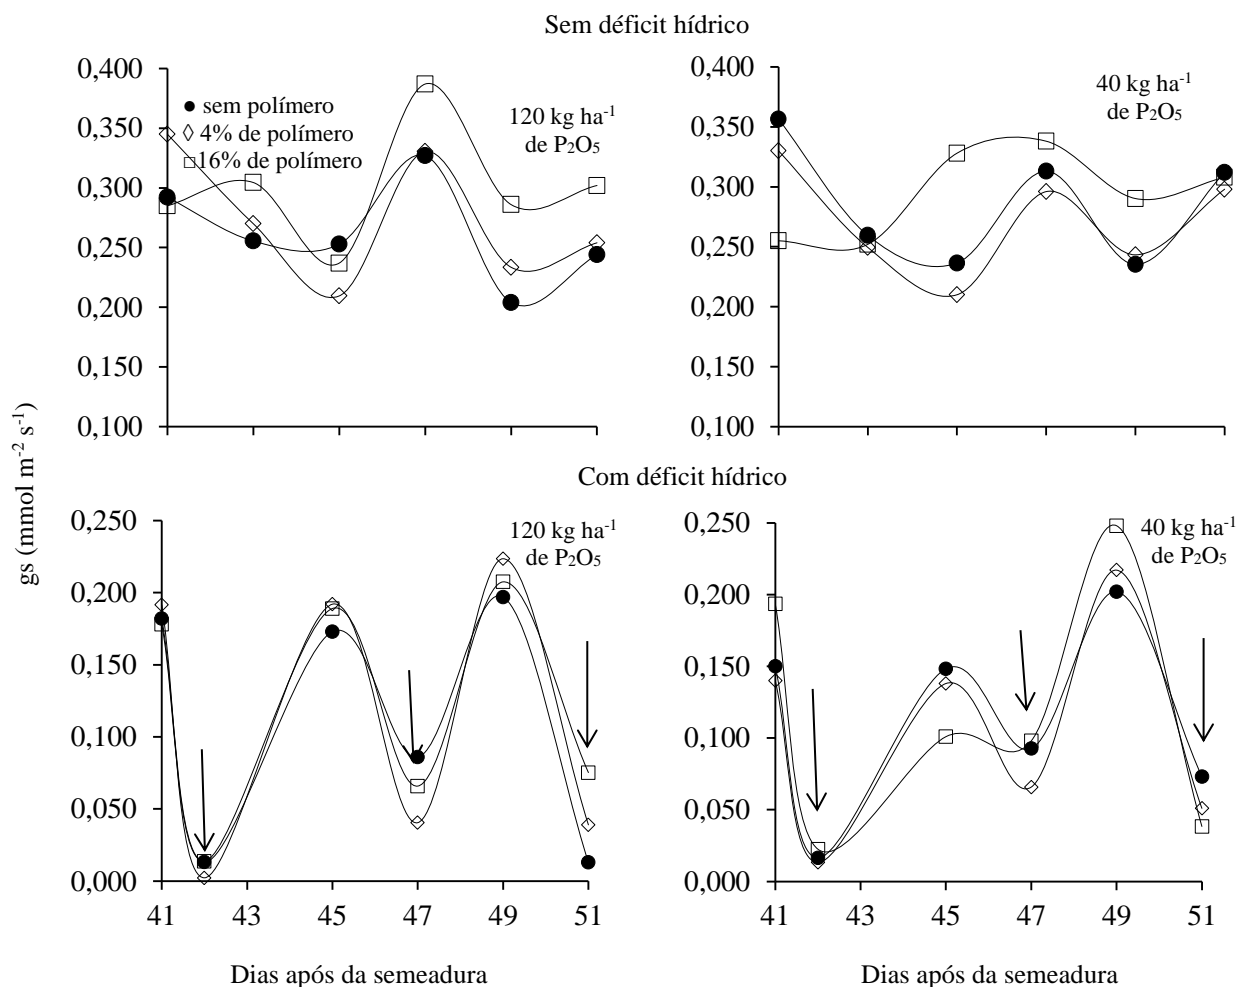 Sem déficit hídrico
0,400
0,350
0,300
0,250
0,200
0,150
0,100
sem polímero
4% de polímero
16% de polímero
120 kg ha⁻¹
de P₂O₅
0,400
0,350
0,300
0,250
0,200
0,150
0,100
40 kg ha⁻¹
de P₂O₅
gs (mmol m⁻² s⁻¹)
Com déficit hídrico
0,250
0,200
0,150
0,100
0,050
0,000
120 kg ha⁻¹
de P₂O₅
41 43 45 47 49 51
Dias após da semeadura
0,250
0,200
0,150
0,100
0,050
0,000
40 kg ha⁻¹
de P₂O₅
41 43 45 47 49 51
Dias após da semeadura